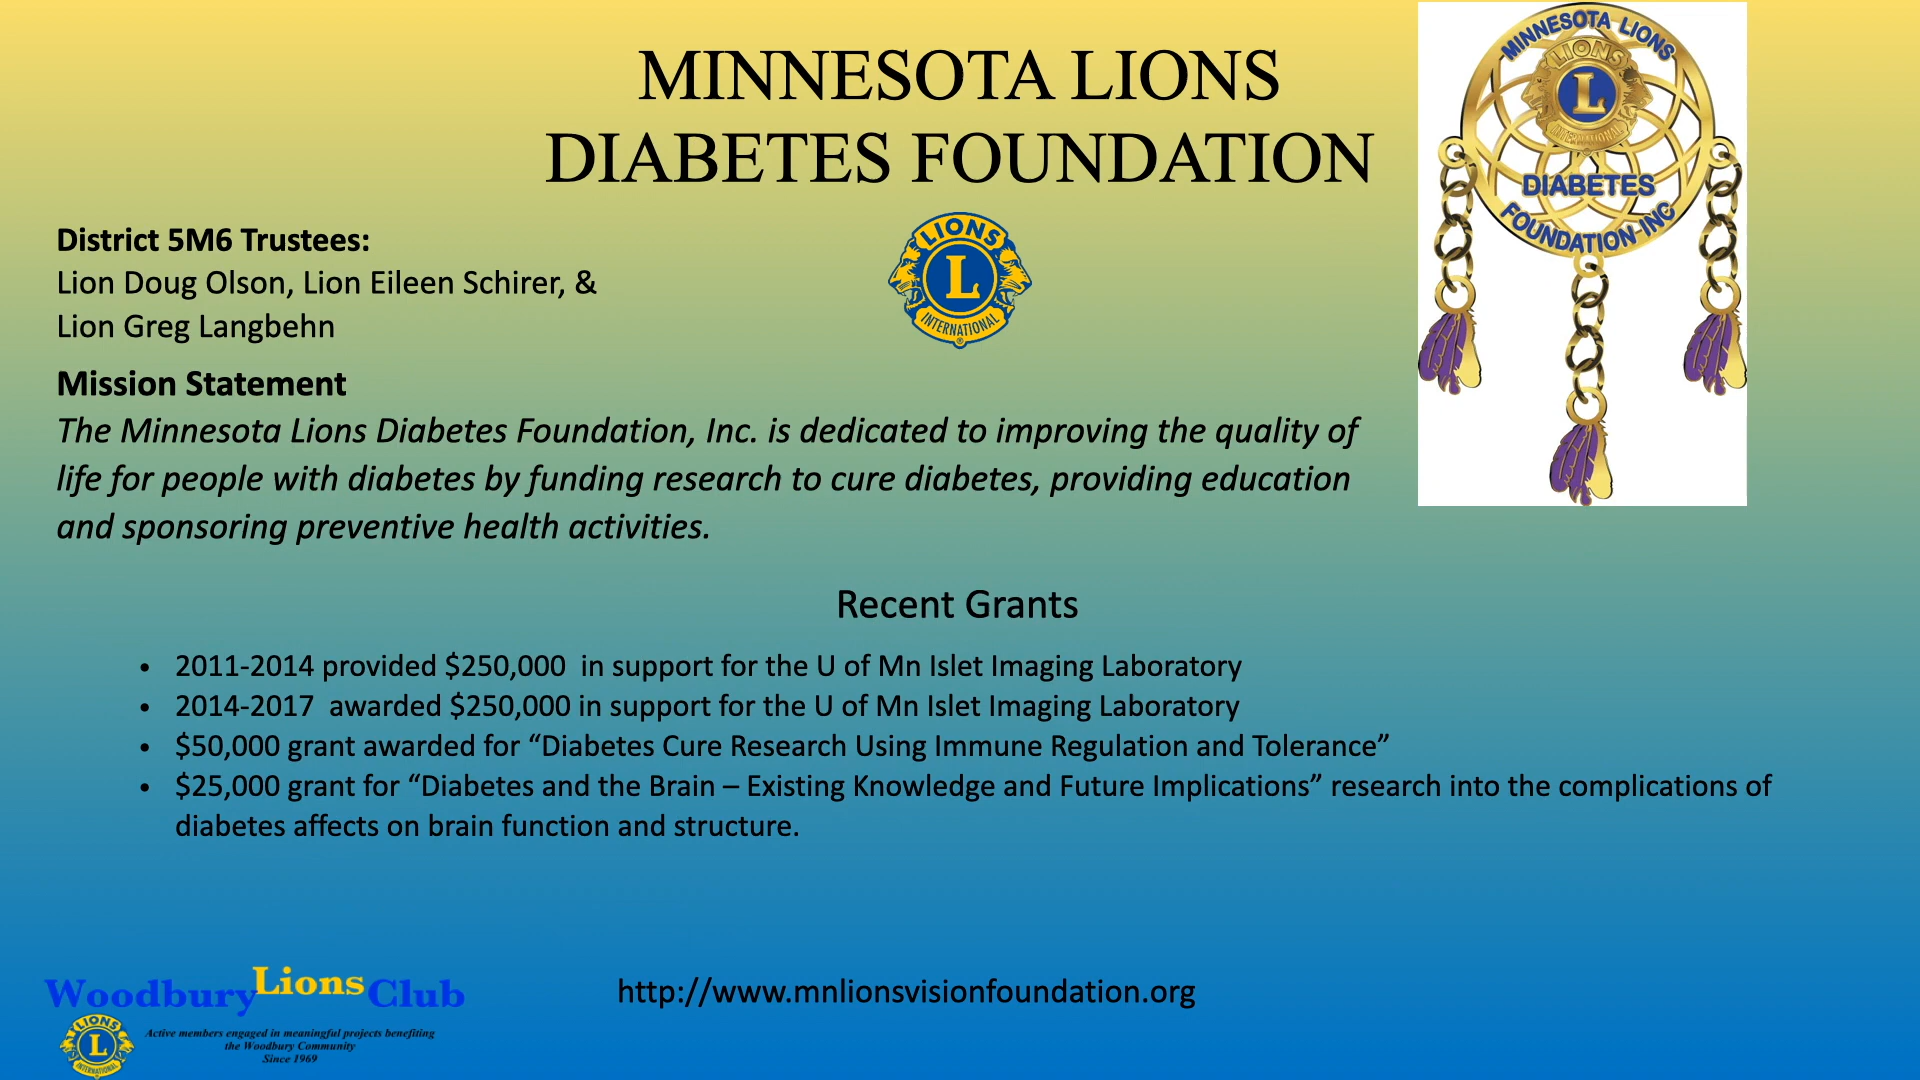 MINNESOTA LIONS
DIABETES FOUNDATION
MINNESOTA LIONS
LIONS
L
INTERNATIONAL
DIABETES
FOUNDATION-INC
District 5M6 Trustees:
Lion Doug Olson, Lion Eileen Schirer, &
Lion Greg Langbehn
LIONS
L
INTERNATIONAL
®
Mission Statement
The Minnesota Lions Diabetes Foundation, Inc. is dedicated to improving the quality of
life for people with diabetes by funding research to cure diabetes, providing education
and sponsoring preventive health activities.
Recent Grants
• 2011-2014 provided $250,000  in support for the U of Mn Islet Imaging Laboratory
• 2014-2017  awarded $250,000 in support for the U of Mn Islet Imaging Laboratory
• $50,000 grant awarded for “Diabetes Cure Research Using Immune Regulation and Tolerance”
• $25,000 grant for “Diabetes and the Brain – Existing Knowledge and Future Implications” research into the complications of
diabetes affects on brain function and structure.
Woodbury Lions Club
LIONS
L
INTERNATIONAL
Active members engaged in meaningful projects benefiting
the Woodbury Community
Since 1969
http://www.mnlionsvisionfoundation.org